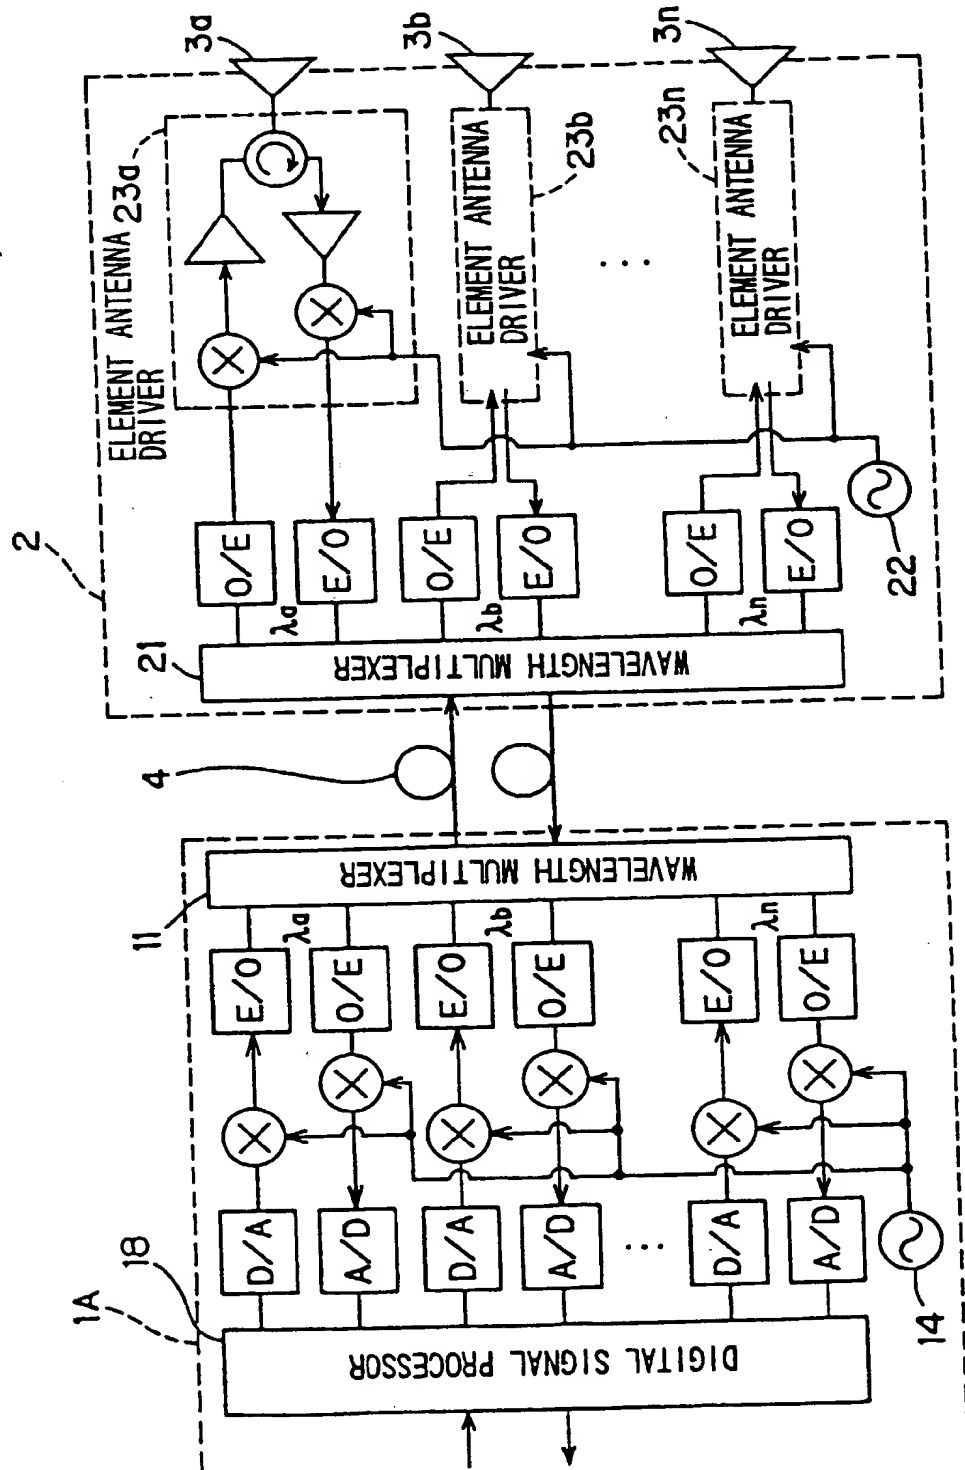 3a
3b
3n
2
ELEMENT ANTENNA
DRIVER
23a
ELEMENT ANTENNA
DRIVER
23b
ELEMENT ANTENNA
DRIVER
23n
...
...
O/E
λa
E/O
O/E
λb
E/O
O/E
λn
E/O
22
21
WAVELENGTH MULTIPLEXER
4
11
WAVELENGTH MULTIPLEXER
E/O
λa
O/E
E/O
λb
O/E
E/O
λn
O/E
1A
18
D/A
A/D
D/A
A/D
...
D/A
A/D
14
DIGITAL SIGNAL PROCESSOR